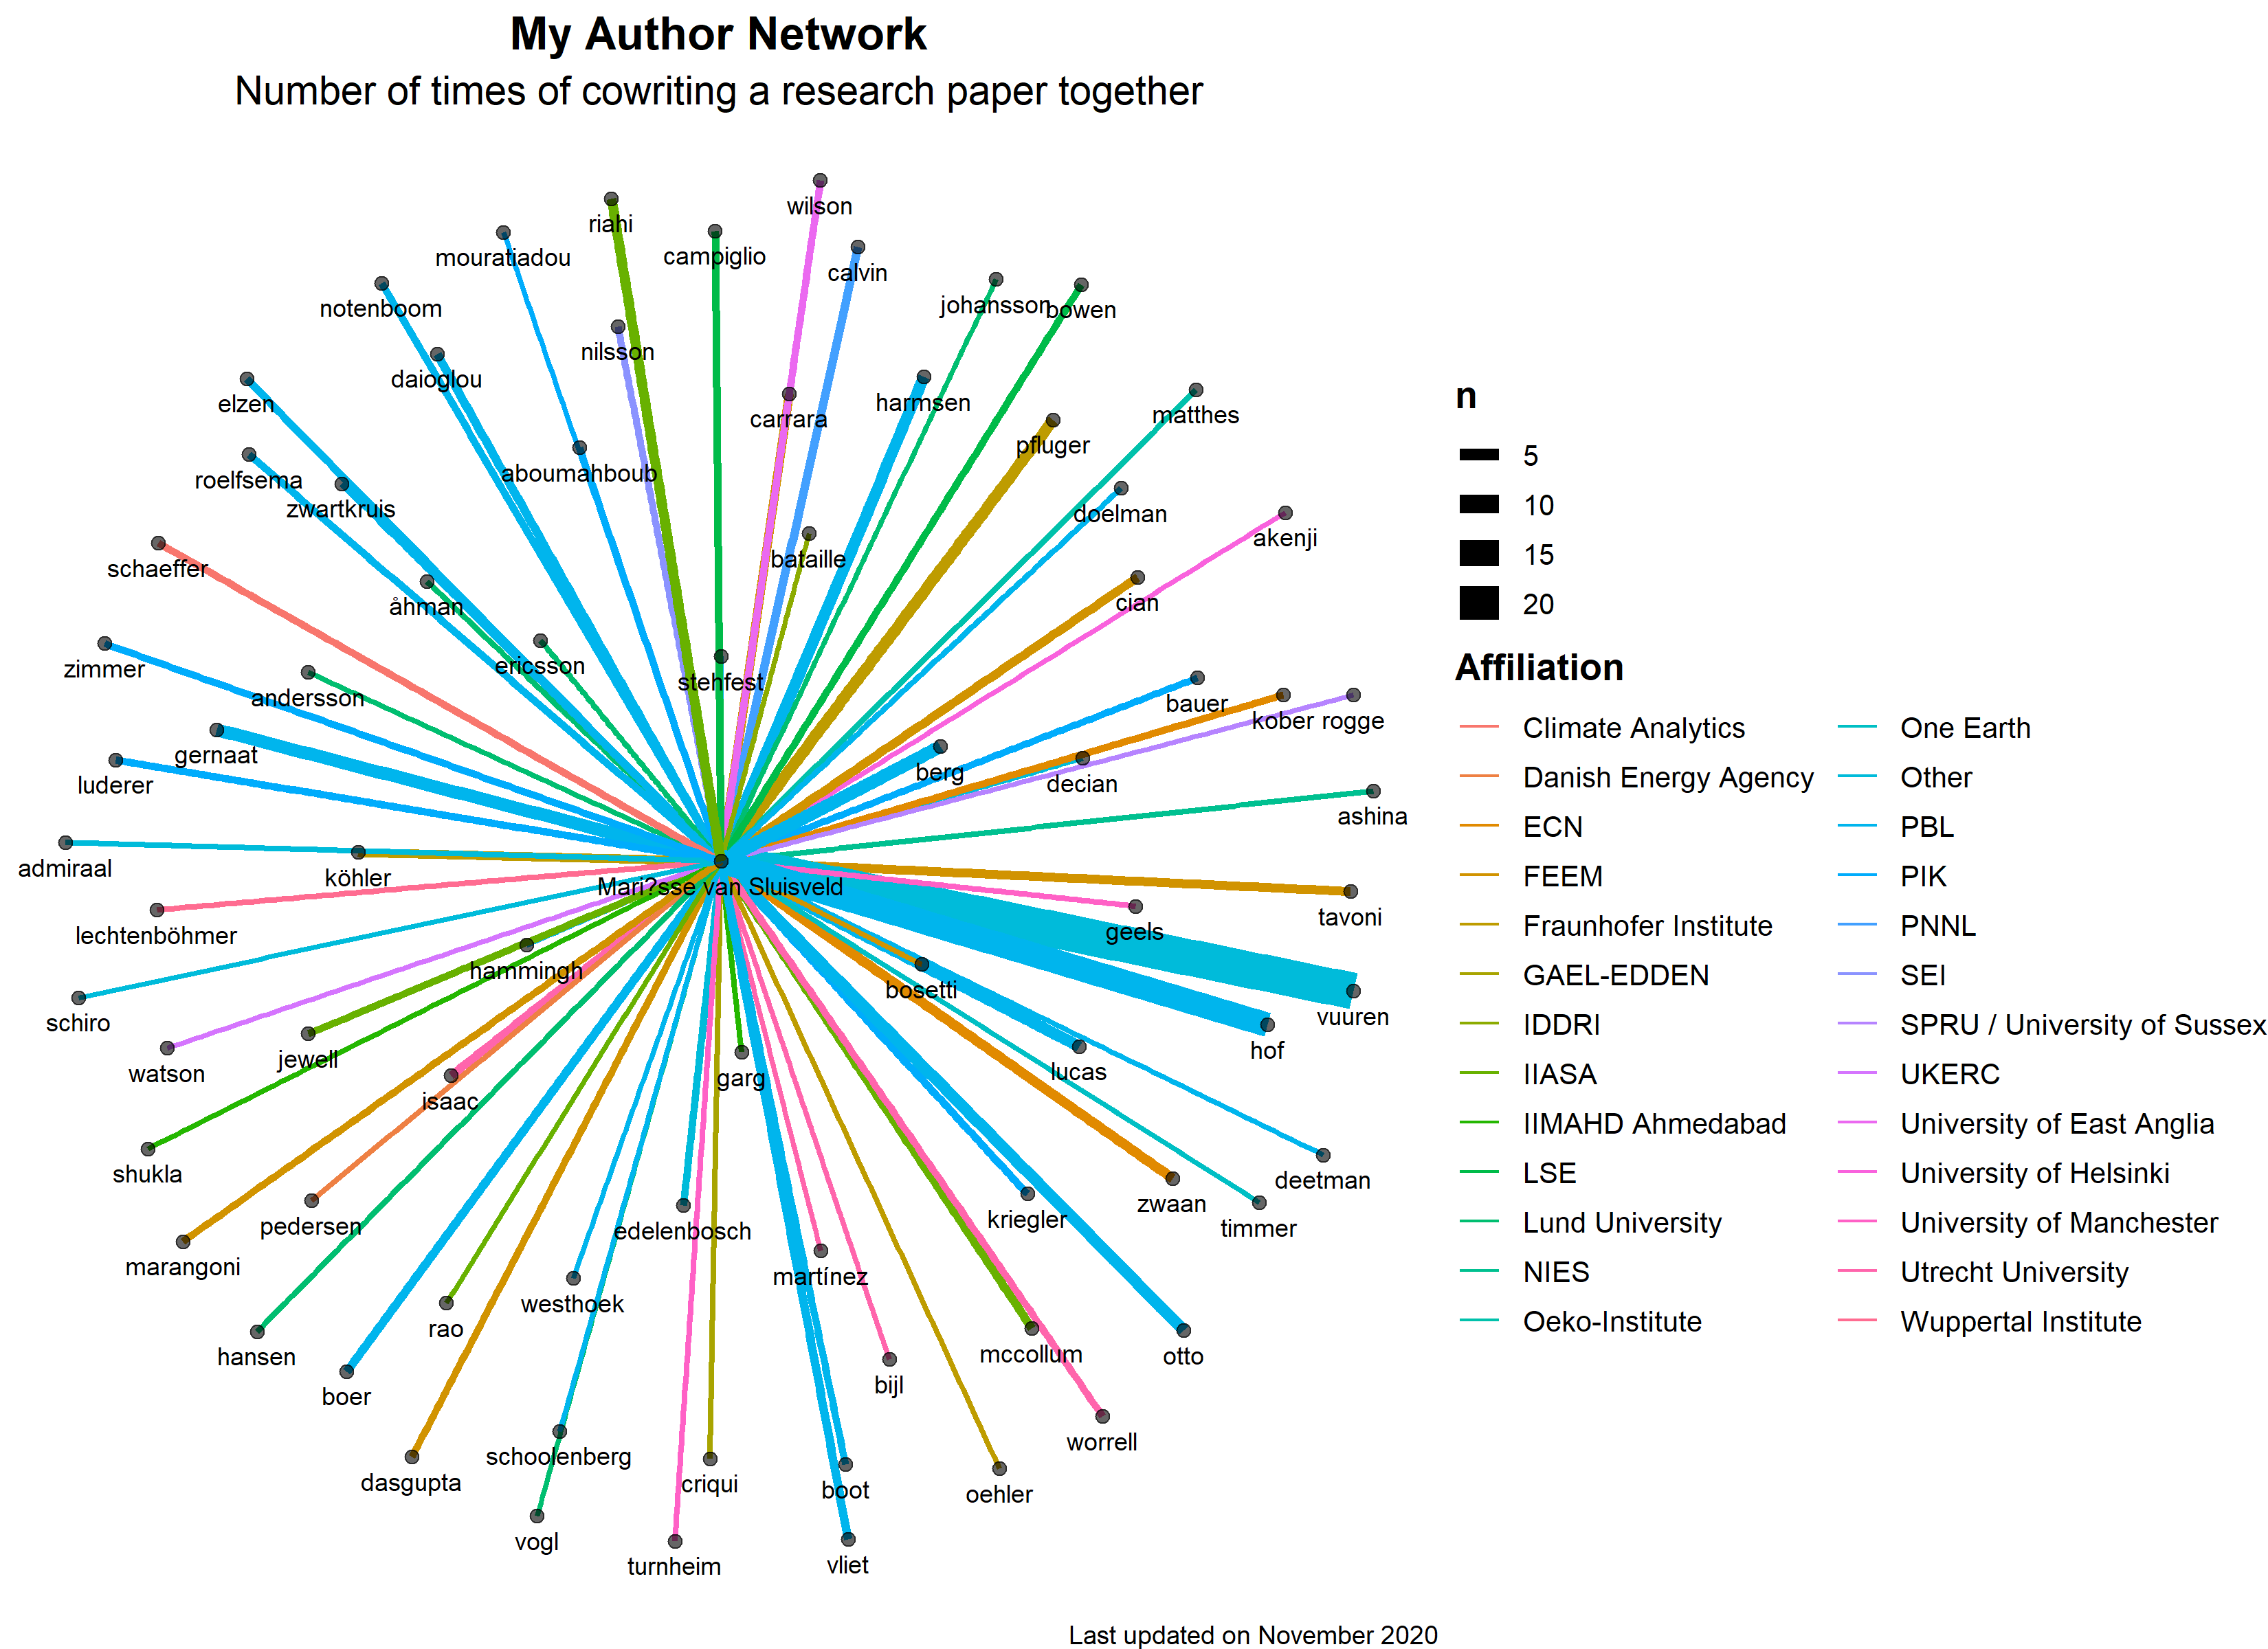 My Author Network
Number of times of cowriting a research paper together
wilson
riahi
campiglio
mouratiadou
calvin
notenboom
johansson
bowen
nilsson
daioglou
elzen
harmsen
matthes
carrara
pfluger
aboumahboub
roelfsema
zwartkruis
doelman
akenji
bataille
schaeffer
åhman
cian
ericsson
zimmer
stehfest
andersson
bauer
kober
rogge
gernaat
berg
luderer
decian
ashina
admiraal
köhler
Mari?sse van Sluisveld
tavoni
lechtenböhmer
geels
hammingh
bosetti
vuuren
schiro
hof
watson
jewell
garg
lucas
isaac
shukla
deetman
zwaan
kriegler
timmer
pedersen
edelenbosch
marangoni
martínez
westhoek
rao
hansen
mccollum
otto
boer
bijl
worrell
schoolenberg
dasgupta
criqui
boot
oehler
vogl
turnheim
vliet
n
5
10
15
20
Affiliation
Climate Analytics
Danish Energy Agency
ECN
FEEM
Fraunhofer Institute
GAEL-EDDEN
IDDRI
IIASA
IIMAHD Ahmedabad
LSE
Lund University
NIES
Oeko-Institute
One Earth
Other
PBL
PIK
PNNL
SEI
SPRU / University of Sussex
UKERC
University of East Anglia
University of Helsinki
University of Manchester
Utrecht University
Wuppertal Institute
Last updated on November 2020